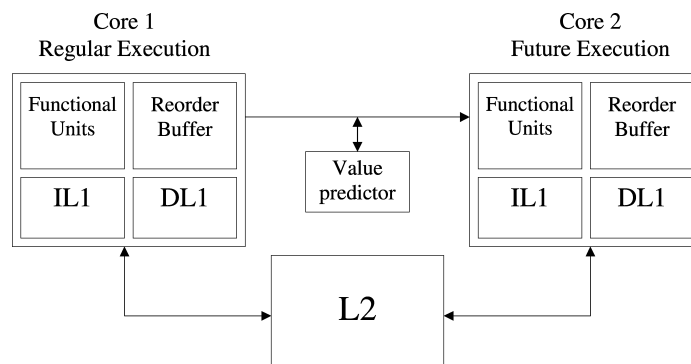 Core 1
Regular Execution
Core 2
Future Execution
Functional
Units
Reorder
Buffer
IL1
DL1
Value
predictor
Functional
Units
Reorder
Buffer
IL1
DL1
L2